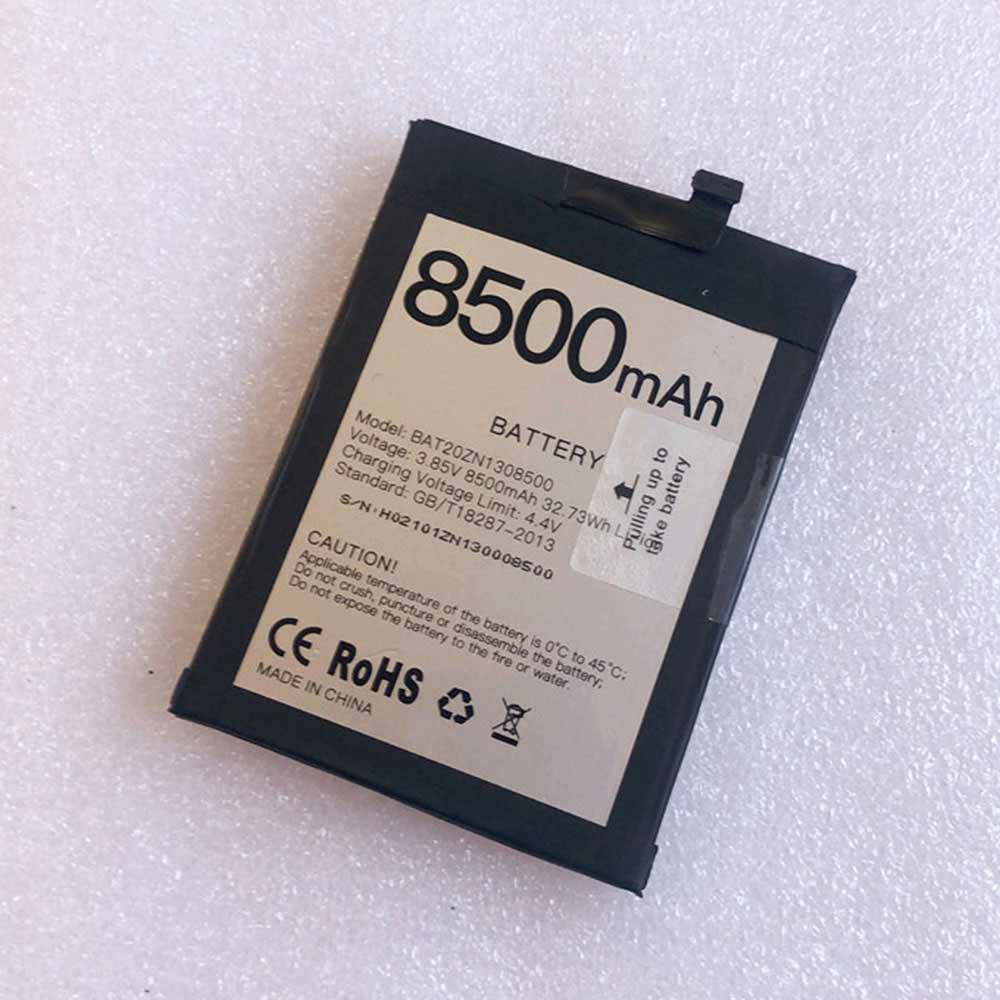 8500mAh
BATTERY
Model: BAT20ZN1308500
Voltage: 3.85V 8500mAh 32.73Wh Li-ion
Charging Voltage Limit: 4.4V
Standard: GB/T18287-2013
S/N:H02101ZN130008500
CAUTION!
Applicable temperature of the battery is 0°C to 45°C;
Do not crush, puncture or disassemble the battery;
Do not expose the battery to the fire or water.
CE RoHS
MADE IN CHINA
Pulling up to
take battery